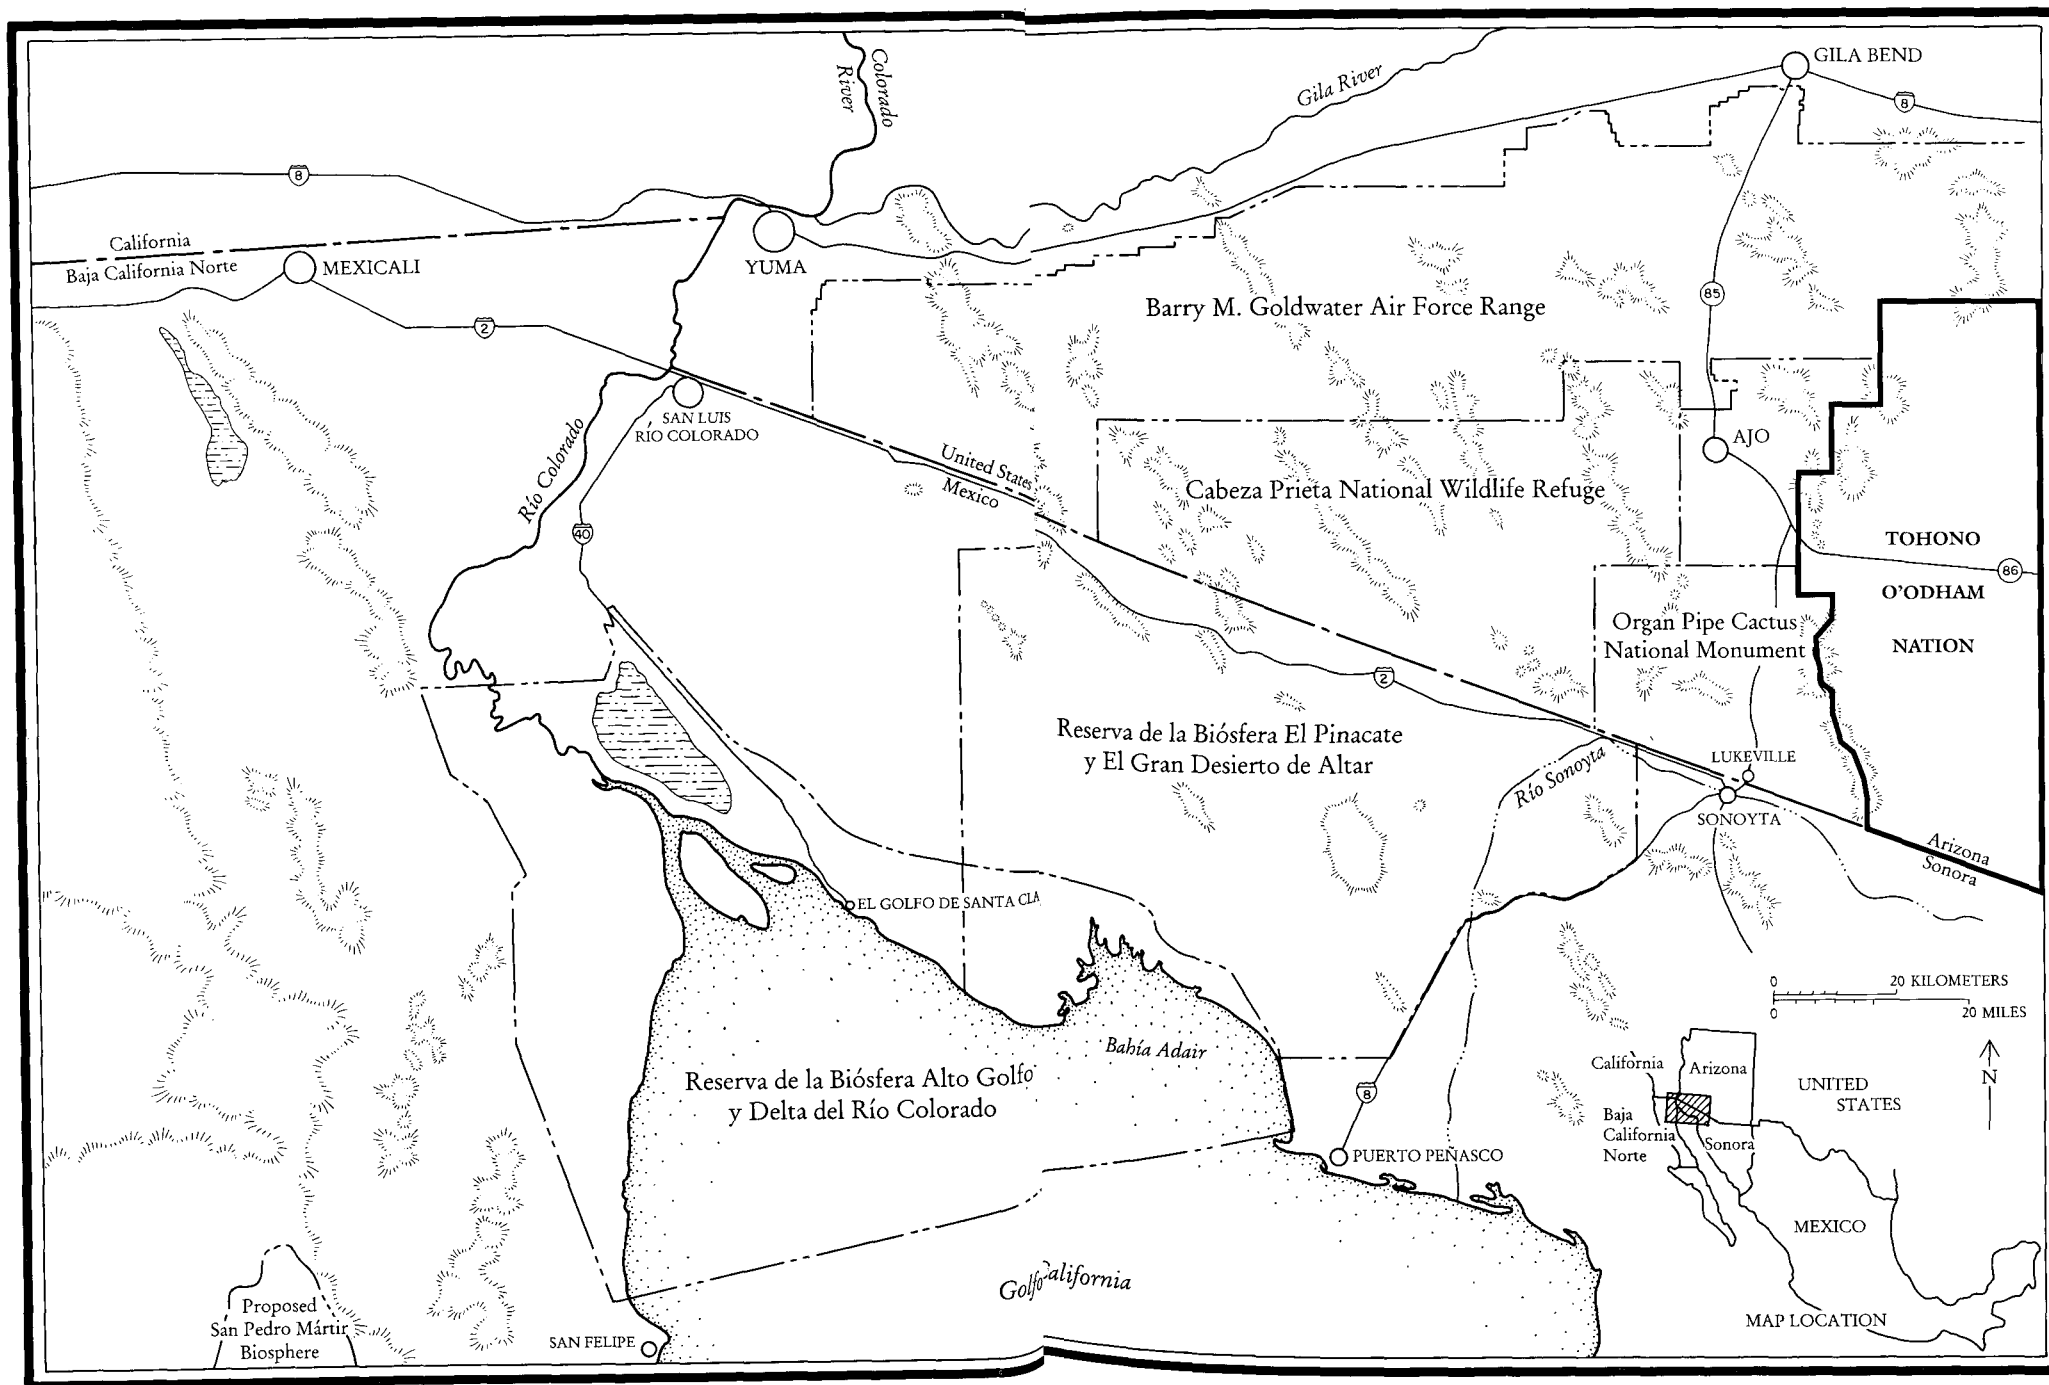 Colorado
River
Gila River
GILA BEND
8
8
California
Baja California Norte
MEXICALI
YUMA
2
85
Barry M. Goldwater Air Force Range
SAN LUIS
RÍO COLORADO
Río Colorado
United States
Mexico
AJO
Cabeza Prieta National Wildlife Refuge
40
TOHONO
O'ODHAM
NATION
86
Organ Pipe Cactus
National Monument
2
Reserva de la Biósfera El Pinacate
y El Gran Desierto de Altar
Río Sonoyta
LUKEVILLE
SONOYTA
Arizona
Sonora
EL GOLFO DE SANTA CLA
Bahía Adair
Reserva de la Biósfera Alto Golfo
y Delta del Río Colorado
8
PUERTO PEÑASCO
Golfo alifornia
SAN FELIPE
Proposed
San Pedro Mártir
Biosphere
0 20 KILOMETERS
0 20 MILES
N
California
Arizona
UNITED
STATES
Baja
California
Norte
Sonora
MEXICO
MAP LOCATION